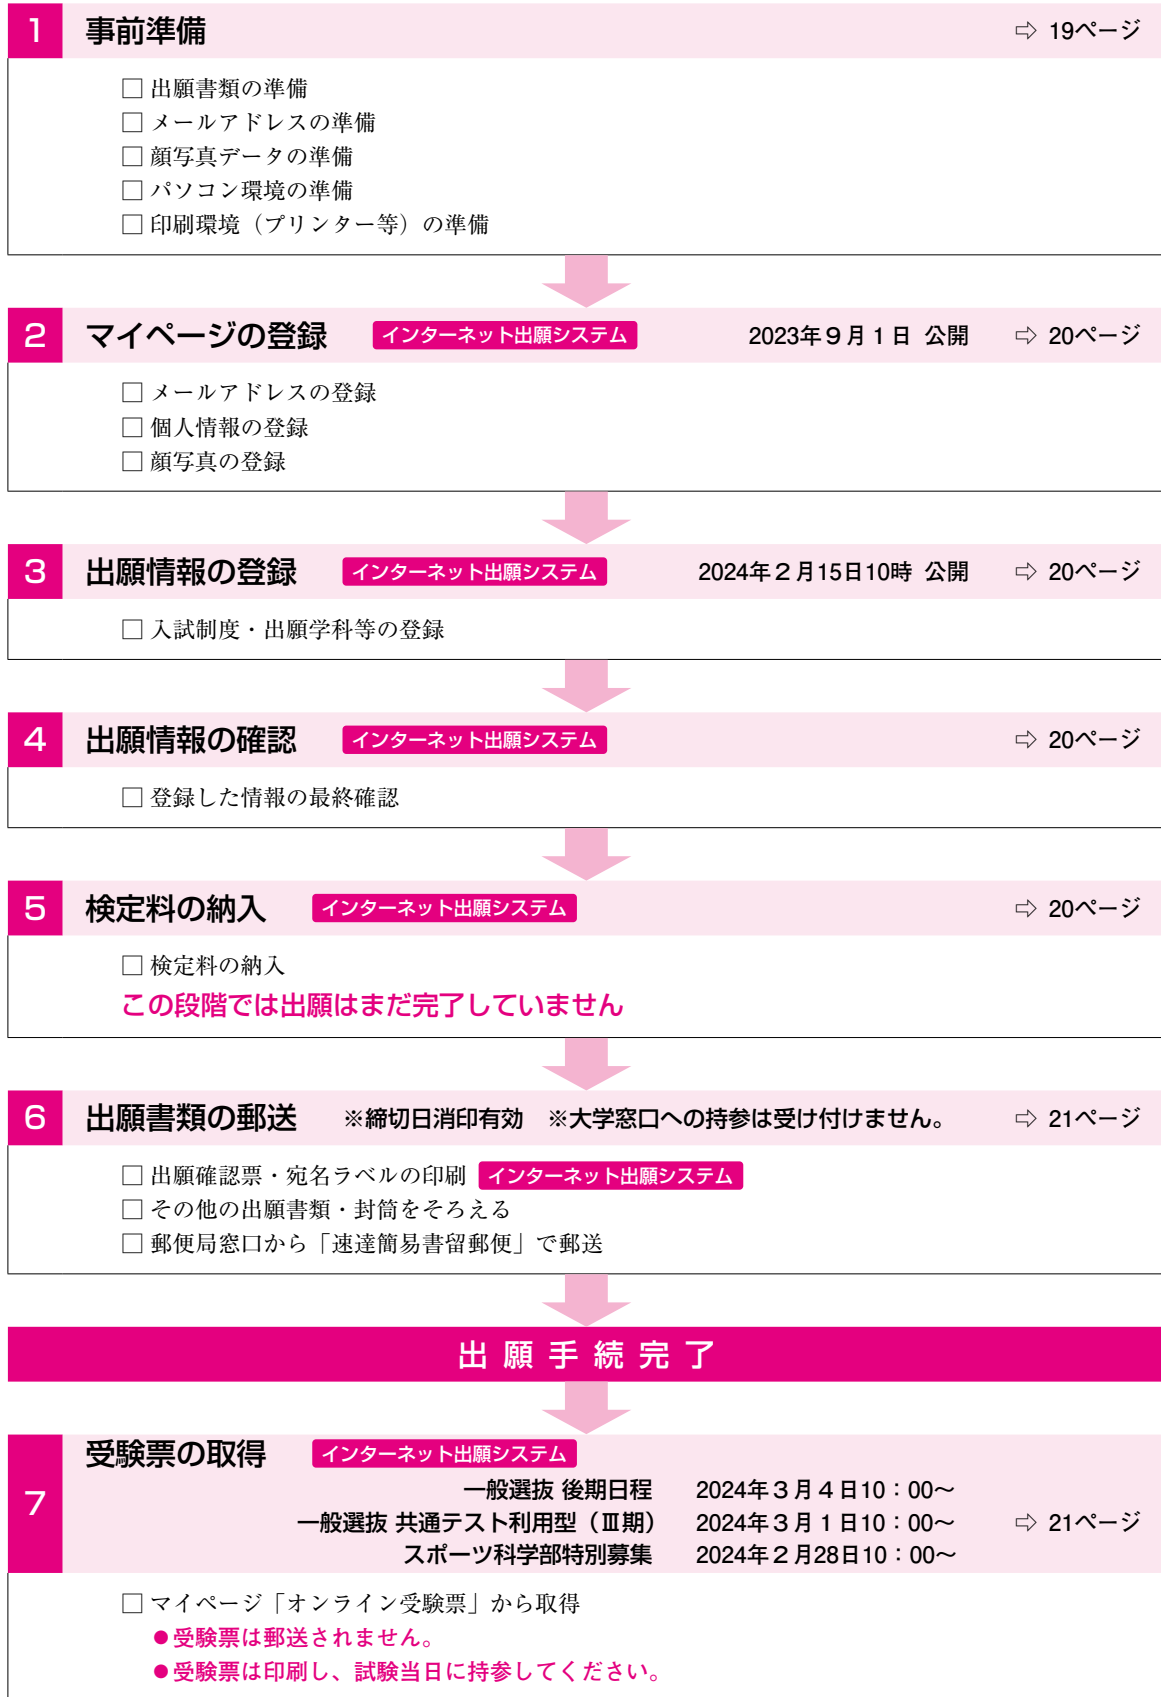 1 事前準備 ⇨ 19ページ
□ 出願書類の準備
□ メールアドレスの準備
□ 顔写真データの準備
□ パソコン環境の準備
□ 印刷環境（プリンター等）の準備
2 マイページの登録 インターネット出願システム 2023年９月１日 公開 ⇨ 20ページ
□ メールアドレスの登録
□ 個人情報の登録
□ 顔写真の登録
3 出願情報の登録 インターネット出願システム 2024年２月15日10時 公開 ⇨ 20ページ
□ 入試制度・出願学科等の登録
4 出願情報の確認 インターネット出願システム ⇨ 20ページ
□ 登録した情報の最終確認
5 検定料の納入 インターネット出願システム ⇨ 20ページ
□ 検定料の納入
この段階では出願はまだ完了していません
6 出願書類の郵送 ※締切日消印有効 ※大学窓口への持参は受け付けません。 ⇨ 21ページ
□ 出願確認票・宛名ラベルの印刷 インターネット出願システム
□ その他の出願書類・封筒をそろえる
□ 郵便局窓口から「速達簡易書留郵便」で郵送
出願手続完了
7 受験票の取得 インターネット出願システム
一般選抜 後期日程 2024年３月４日10：00～
一般選抜 共通テスト利用型（Ⅲ期） 2024年３月１日10：00～ ⇨ 21ページ
スポーツ科学部特別募集 2024年２月28日10：00～
□ マイページ「オンライン受験票」から取得
●受験票は郵送されません。
●受験票は印刷し、試験当日に持参してください。